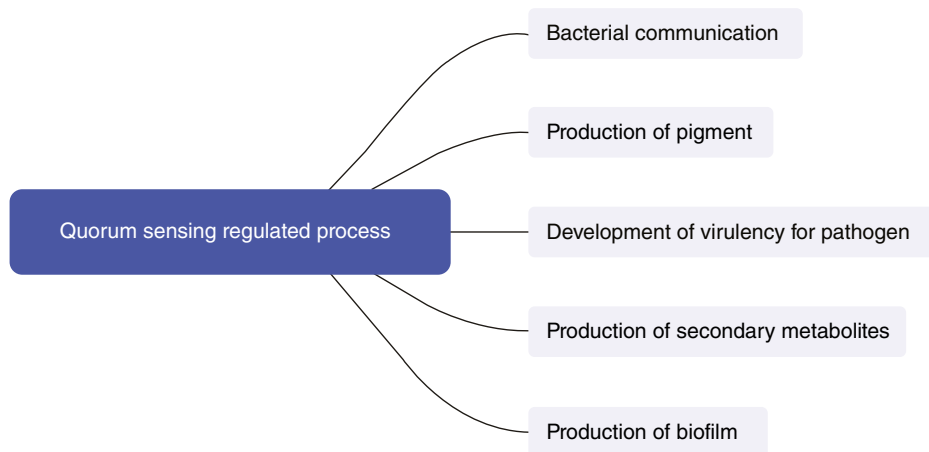 Bacterial communication
Production of pigment
Quorum sensing regulated process
Development of virulency for pathogen
Production of secondary metabolites
Production of biofilm